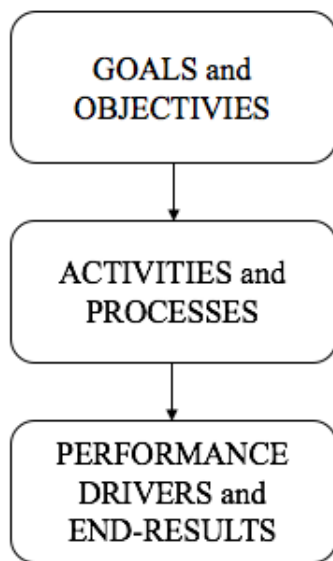 GOALS and
OBJECTIVIES
ACTIVITIES and
PROCESSES
PERFORMANCE
DRIVERS and
END-RESULTS